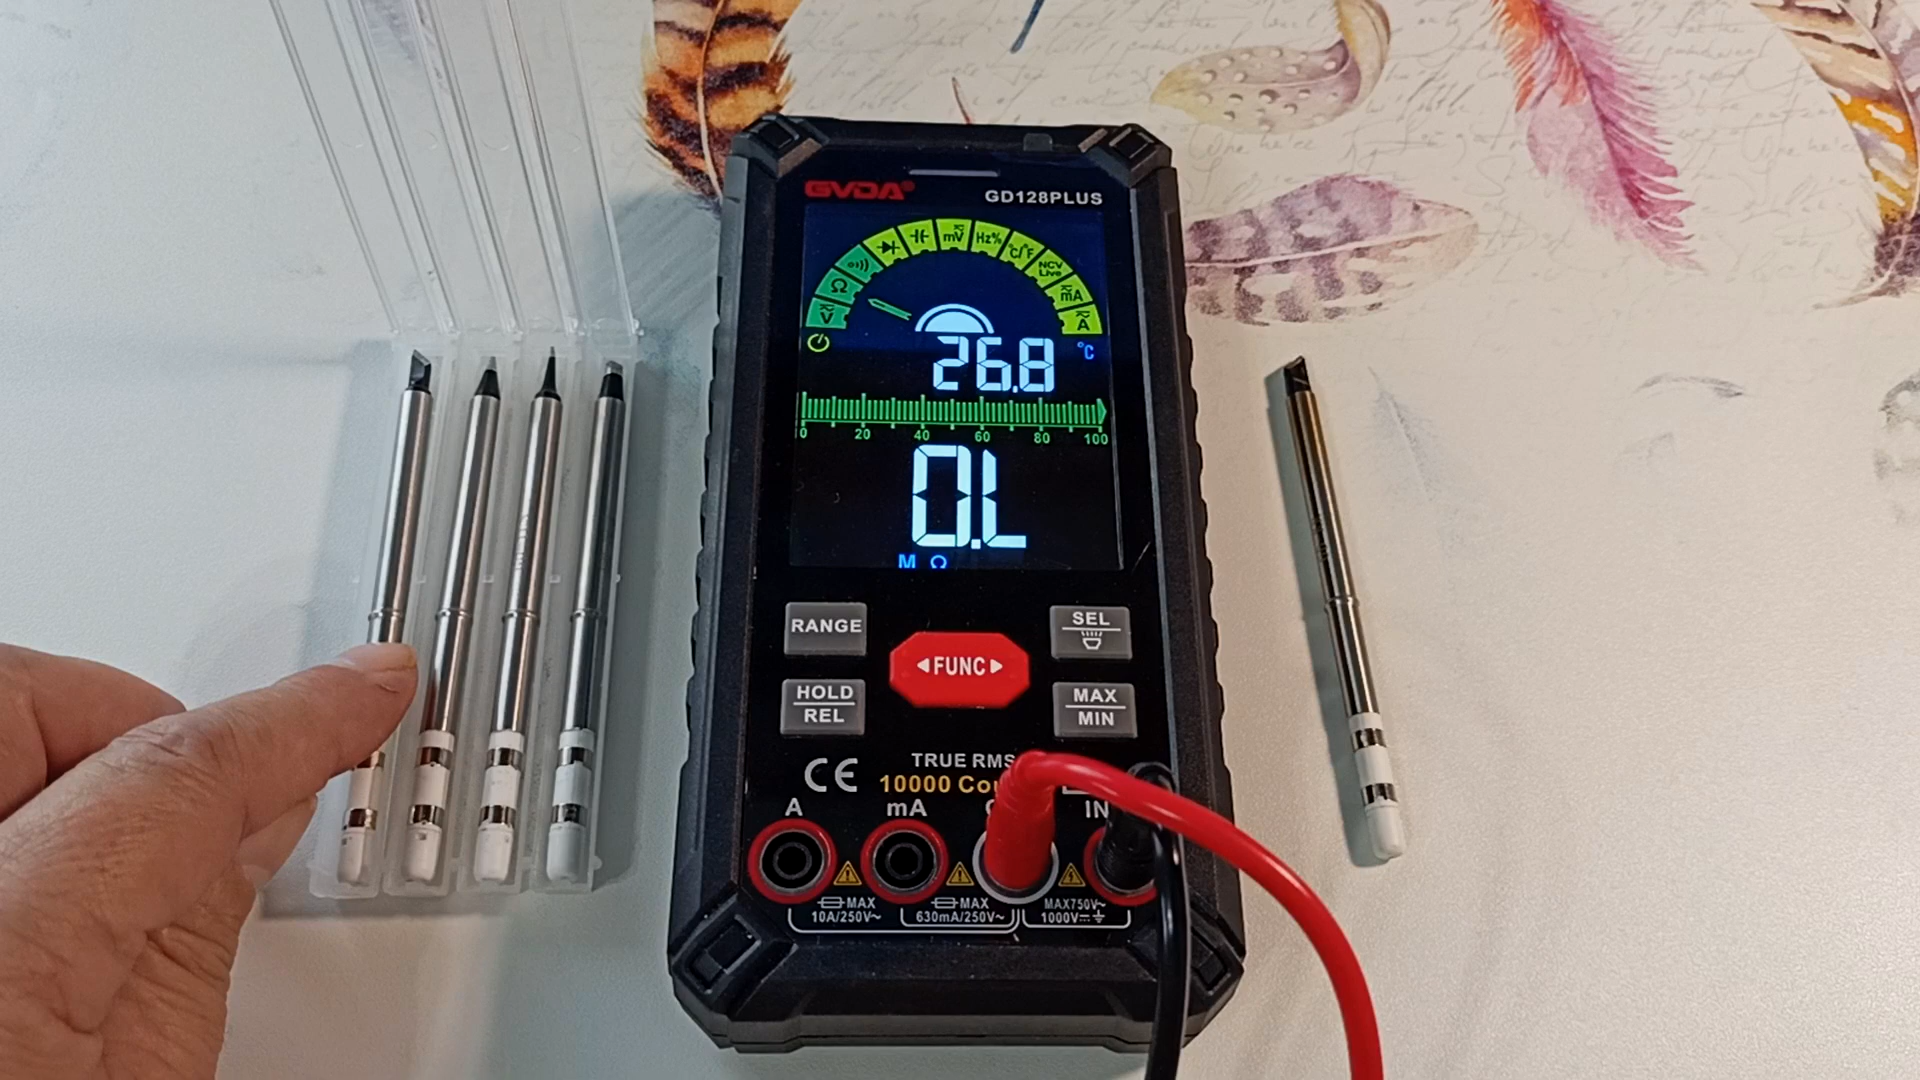 GVDA®
GD128PLUS
mV
Hz%
°C/°F
NCV
Live
Ω
mA
V
A
26.8 °C
0 20 40 60 80 100
0.L
M Ω
RANGE
SEL
◄FUNC►
HOLD
REL
MAX
MIN
TRUE RMS
CE
10000 Cou
A
mA
IN
MAX
10A/250V~
MAX
630mA/250V~
MAX750V~
1000V